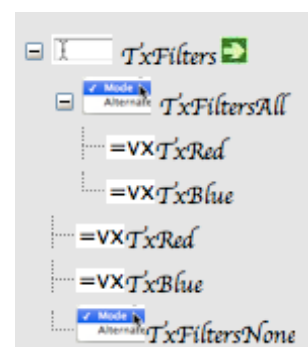 TxFilters
✓ Mode
Alternate TxFiltersAll
=VX TxRed
=VX TxBlue
=VX TxRed
=VX TxBlue
✓ Mode
Alternate TxFiltersNone